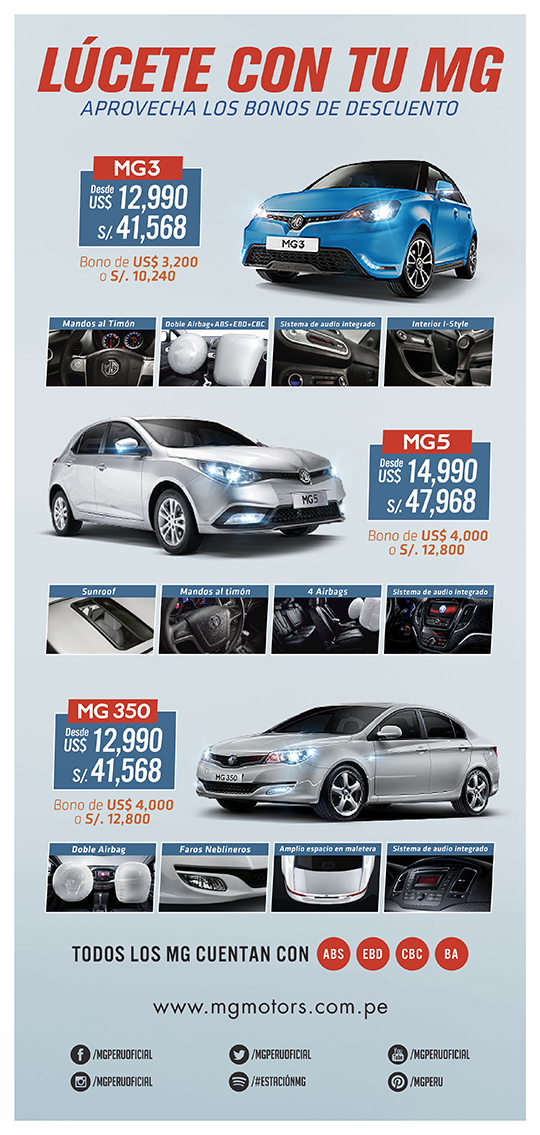 LÚCETE CON TU MG
APROVECHA LOS BONOS DE DESCUENTO
MG3
Desde
US$ 12,990
S/. 41,568
Bono de US$ 3,200
o S/. 10,240
MG3
Mandos al Timón
Doble Airbag+ABS+EBD+CBC
Sistema de audio integrado
Interior I-Style
MG5
MG5
Desde
US$ 14,990
S/. 47,968
Bono de US$ 4,000
o S/. 12,800
Sunroof
Mandos al timón
4 Airbags
Sistema de audio integrado
MG 350
Desde
US$ 12,990
S/. 41,568
Bono de US$ 4,000
o S/. 12,800
MG 350
Doble Airbag
Faros Neblineros
Amplio espacio en maletera
Sistema de audio integrado
TODOS LOS MG CUENTAN CON ABS EBD CBC BA
www.mgmotors.com.pe
/MGPERUOFICIAL
/MGPERUOFICIAL
/MGPERUOFICIAL
/MGPERUOFICIAL
/#ESTACIÓNMG
/MGPERU